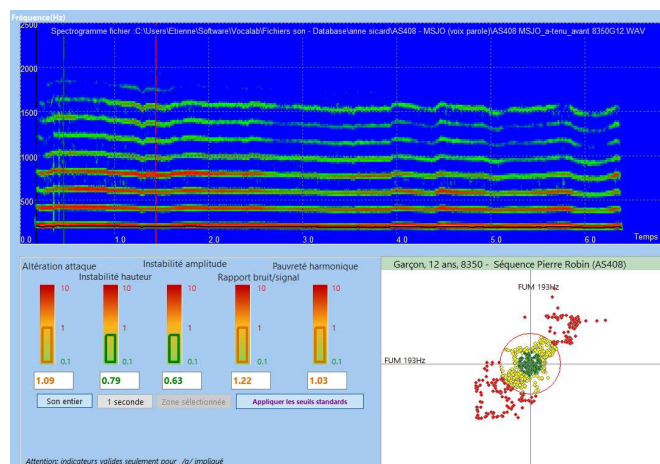 Fréquence(Hz)
2500
Spectrogramme fichier :C:\Users\Etienne\Software\Vocalab\Fichiers son - Database\anne sicard\AS408 - MSJO (voix parole)\AS408 MSJO_a-tenu_avant 8350G12.WAV
2000
1500
1000
500
0.0 1.0 2.0 3.0 4.0 5.0 6.0 Temps
Altération attaque Instabilité amplitude Pauvreté harmonique
Instabilité hauteur Rapport bruit/signal
10 10 10 10 10
1 1 1 1 1
0.1 0.1 0.1 0.1 0.1
1.09 0.79 0.63 1.22 1.03
Son entier 1 seconde Zone sélectionnée Appliquer les seuils standards
Attention: indicateurs valides seulement pour /a/ impliqué
Garçon, 12 ans, 8350 - Séquence Pierre Robin (AS408)
FUM 193Hz
FUM 193Hz